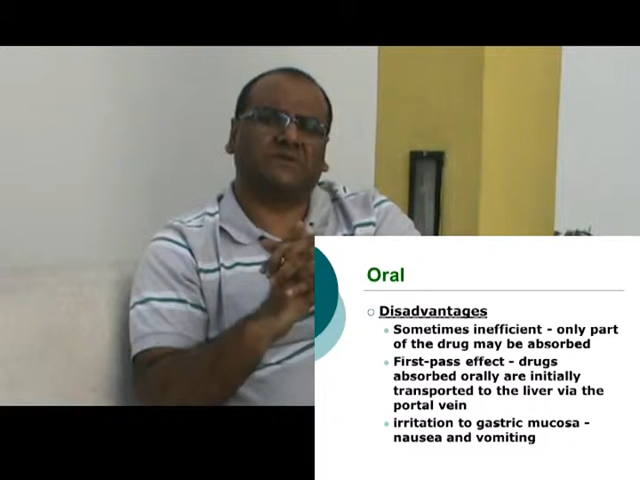 Oral
Disadvantages
Sometimes inefficient - only part
of the drug may be absorbed
First-pass effect - drugs
absorbed orally are initially
transported to the liver via the
portal vein
irritation to gastric mucosa -
nausea and vomiting